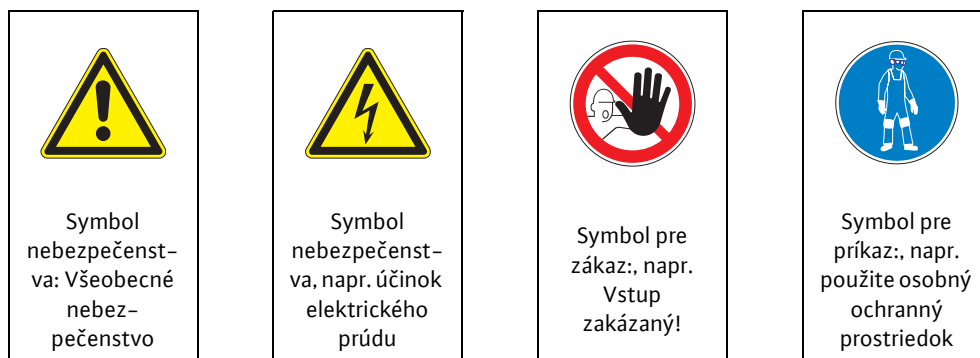 Symbol
nebezpečenst–
va: Všeobecné
nebez–
pečenstvo
Symbol
nebezpečenst–
va, napr. účinok
elektrického
prúdu
Symbol pre
zákaz:, napr.
Vstup
zakázaný!
Symbol pre
príkaz:, napr.
použite osobný
ochranný
prostriedok